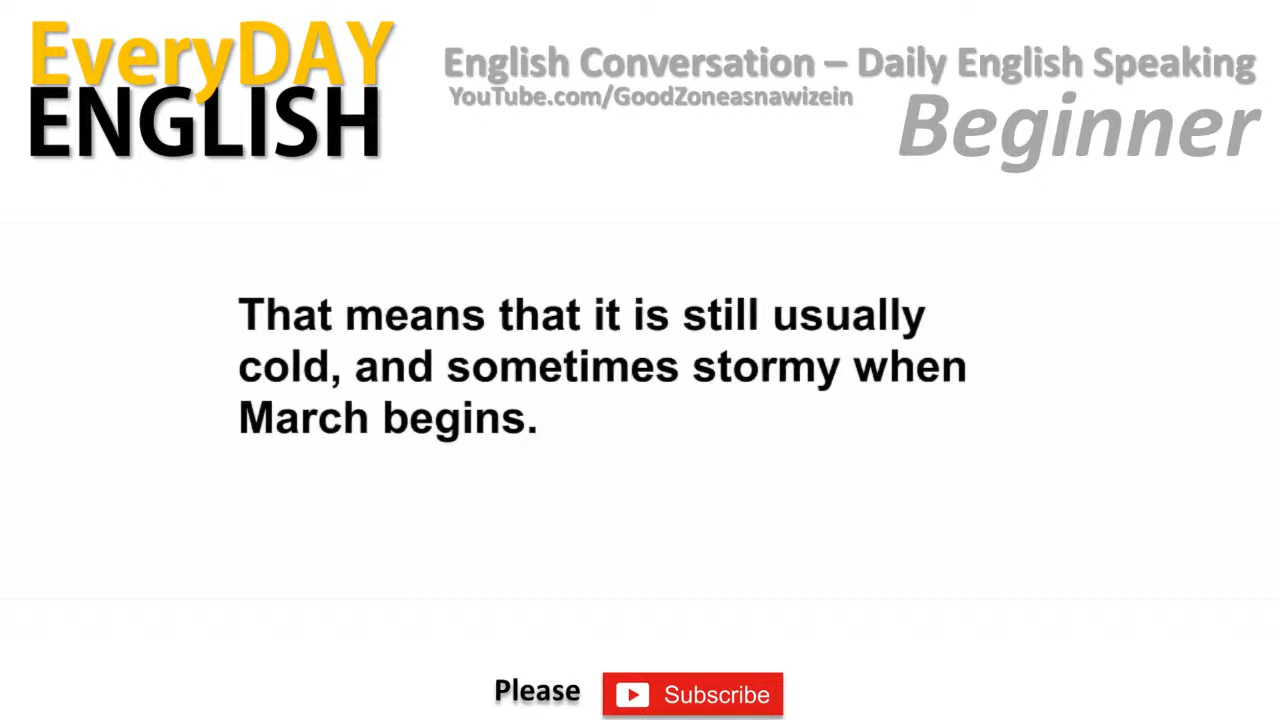 EveryDAY
ENGLISH
English Conversation – Daily English Speaking
YouTube.com/GoodZoneasnawizein
Beginner
That means that it is still usually
cold, and sometimes stormy when
March begins.
Please
Subscribe